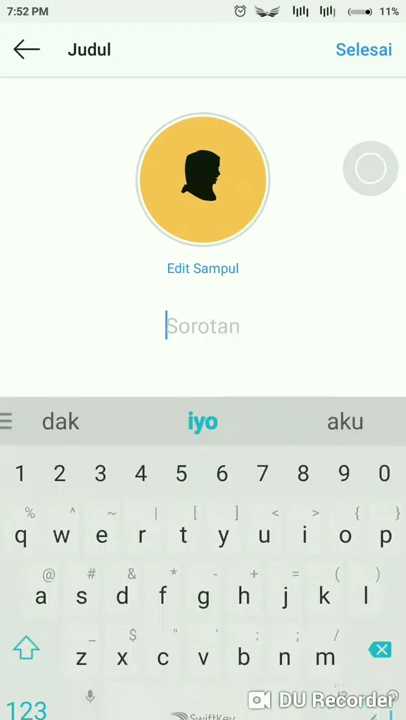 7:52 PM 11%
Judul Selesai
Edit Sampul
Sorotan
dak iyo aku
1 2 3 4 5 6 7 8 9 0
% ^ ~ | [ ] < > { }
q w e r t y u i o p
@ # & * - + = ( )
a s d f g h j k l
_ $ " ' : ; /
z x c v b n m
123 SwiftKey DU Recorder